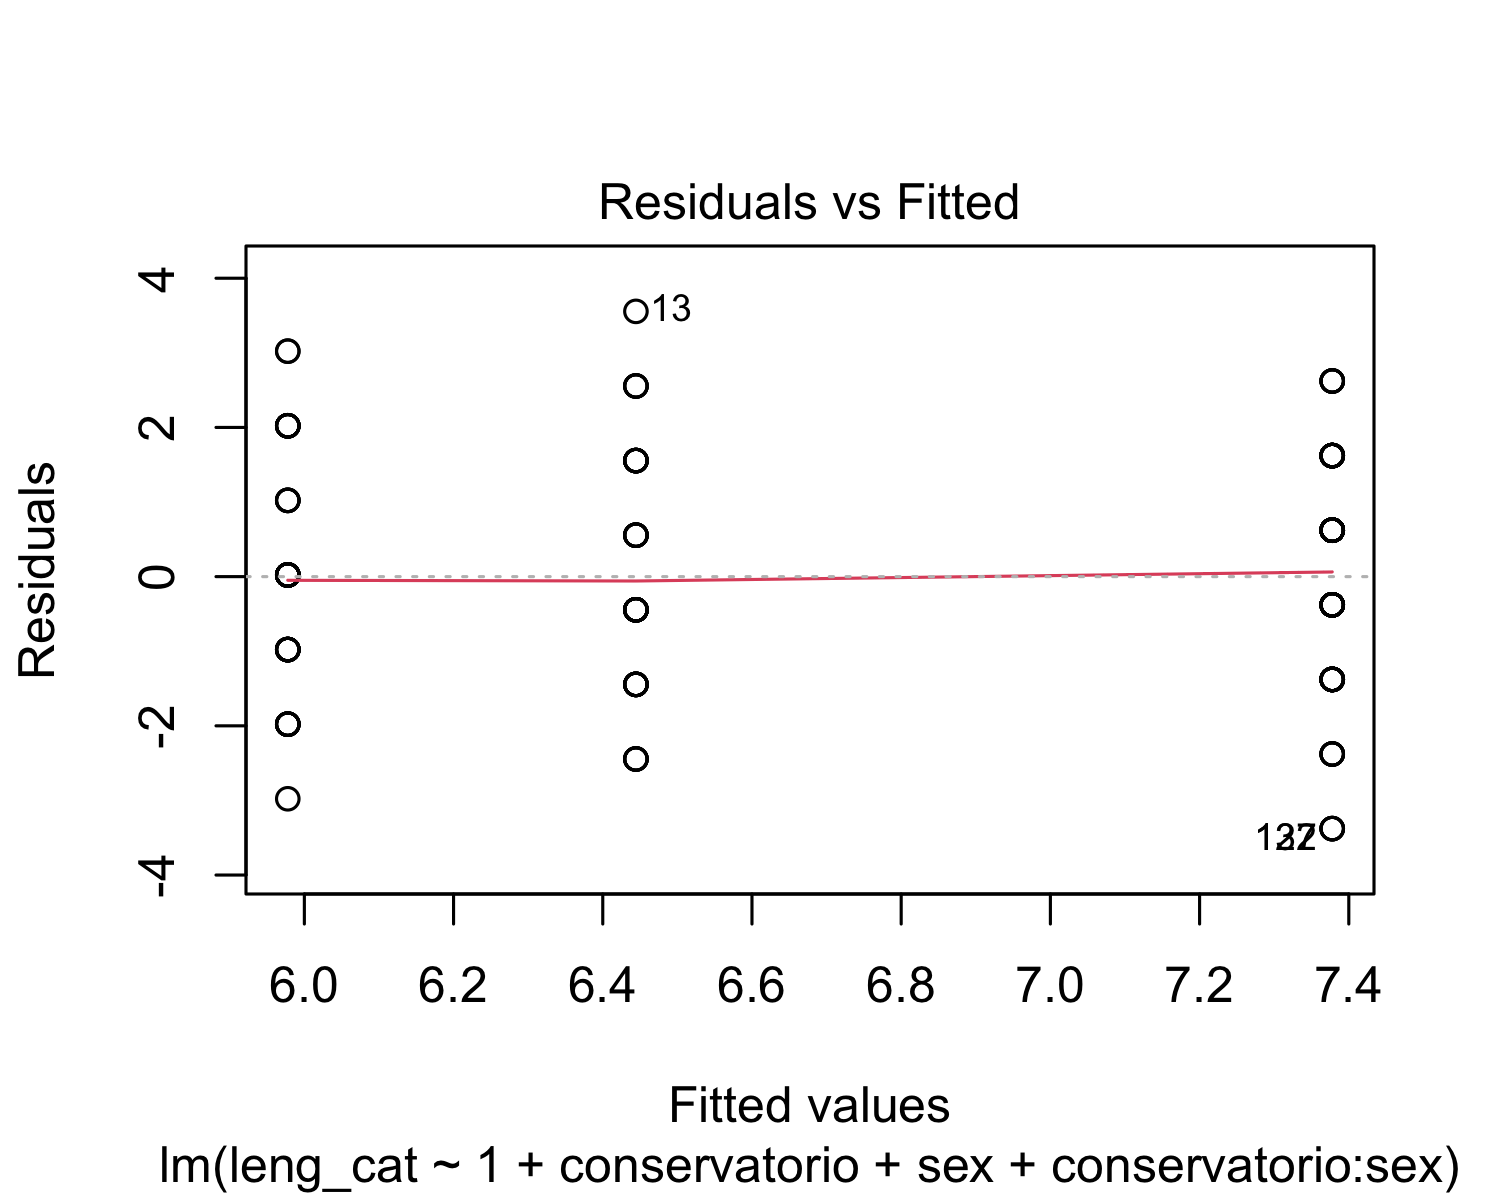 Residuals vs Fitted
Residuals
4
2
0
-2
-4
13
6.0 6.2 6.4 6.6 6.8 7.0 7.2 7.4
Fitted values
lm(leng_cat ~ 1 + conservatorio + sex + conservatorio:sex)